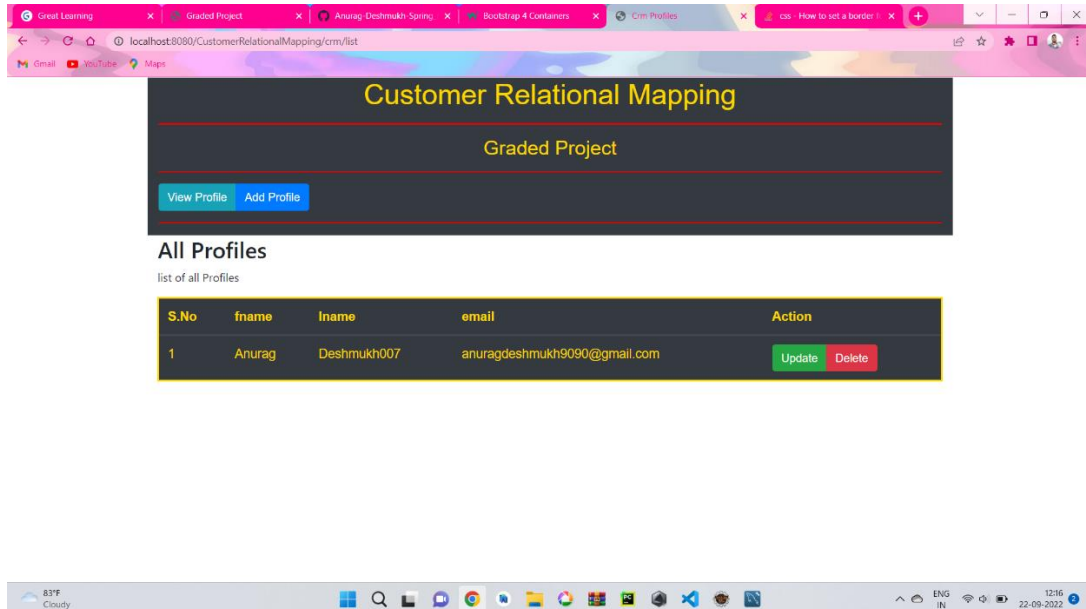 Great Learning
Graded Project
Anurag-Deshmukh-Spring
Bootstrap 4 Containers
Crm Profiles
css - How to set a border
localhost:8080/CustomerRelationalMapping/crm/list
Gmail YouTube Maps
Customer Relational Mapping
Graded Project
View Profile Add Profile
All Profiles
list of all Profiles
S.No fname lname email Action
1 Anurag Deshmukh007 anuragdeshmukh9090@gmail.com Update Delete
83°F
Cloudy
ENG
IN
12:16
22-09-2022
2